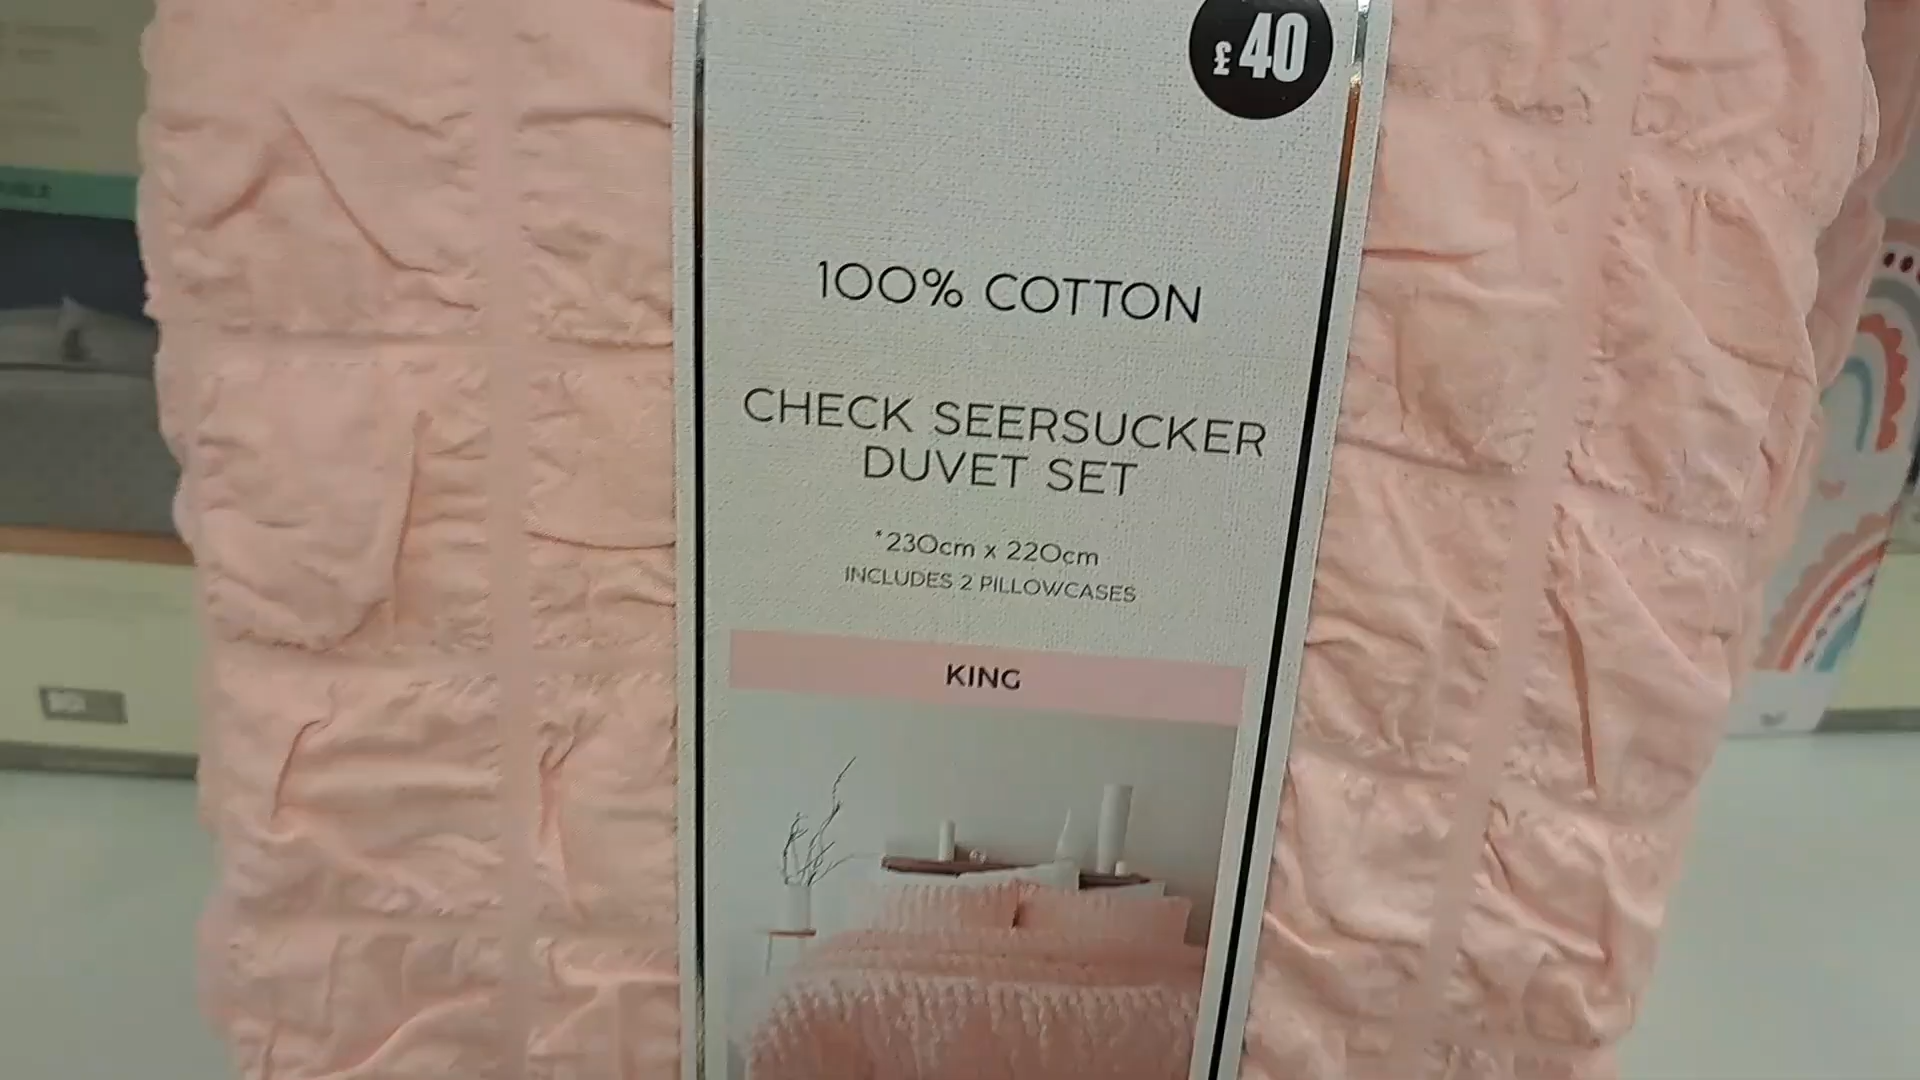 £40
100% COTTON
CHECK SEERSUCKER
DUVET SET
*230cm x 220cm
INCLUDES 2 PILLOWCASES
KING